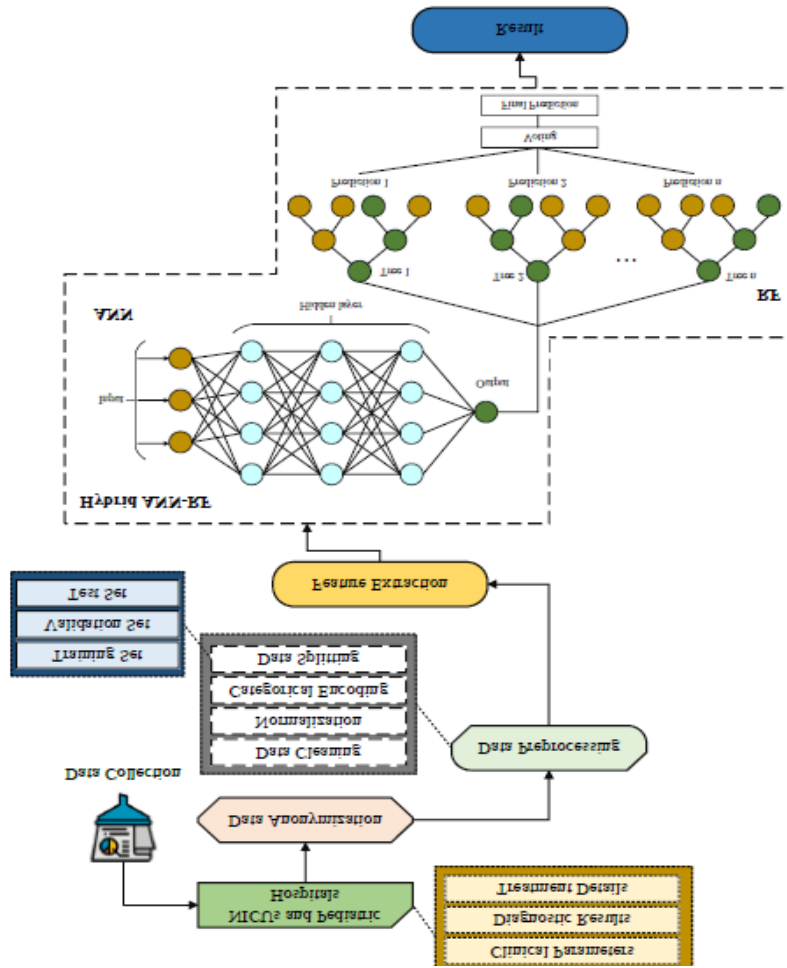 Clinical Parameters
Diagnostic Results
Treatment Details
NICUs and Pediatric
Hospitals
Data Anonymization
Data Collection
Data Preprocessing
Data Cleaning
Normalization
Categorical Encoding
Data Splitting
Training Set
Validation Set
Test Set
Feature Extraction
Hybrid ANN-RF
Input
Output
Hidden layer
ANN
RF
Tree 1
Tree 2
Tree n
...
Prediction 1
Prediction 2
Prediction n
Voting
Final Prediction
Result